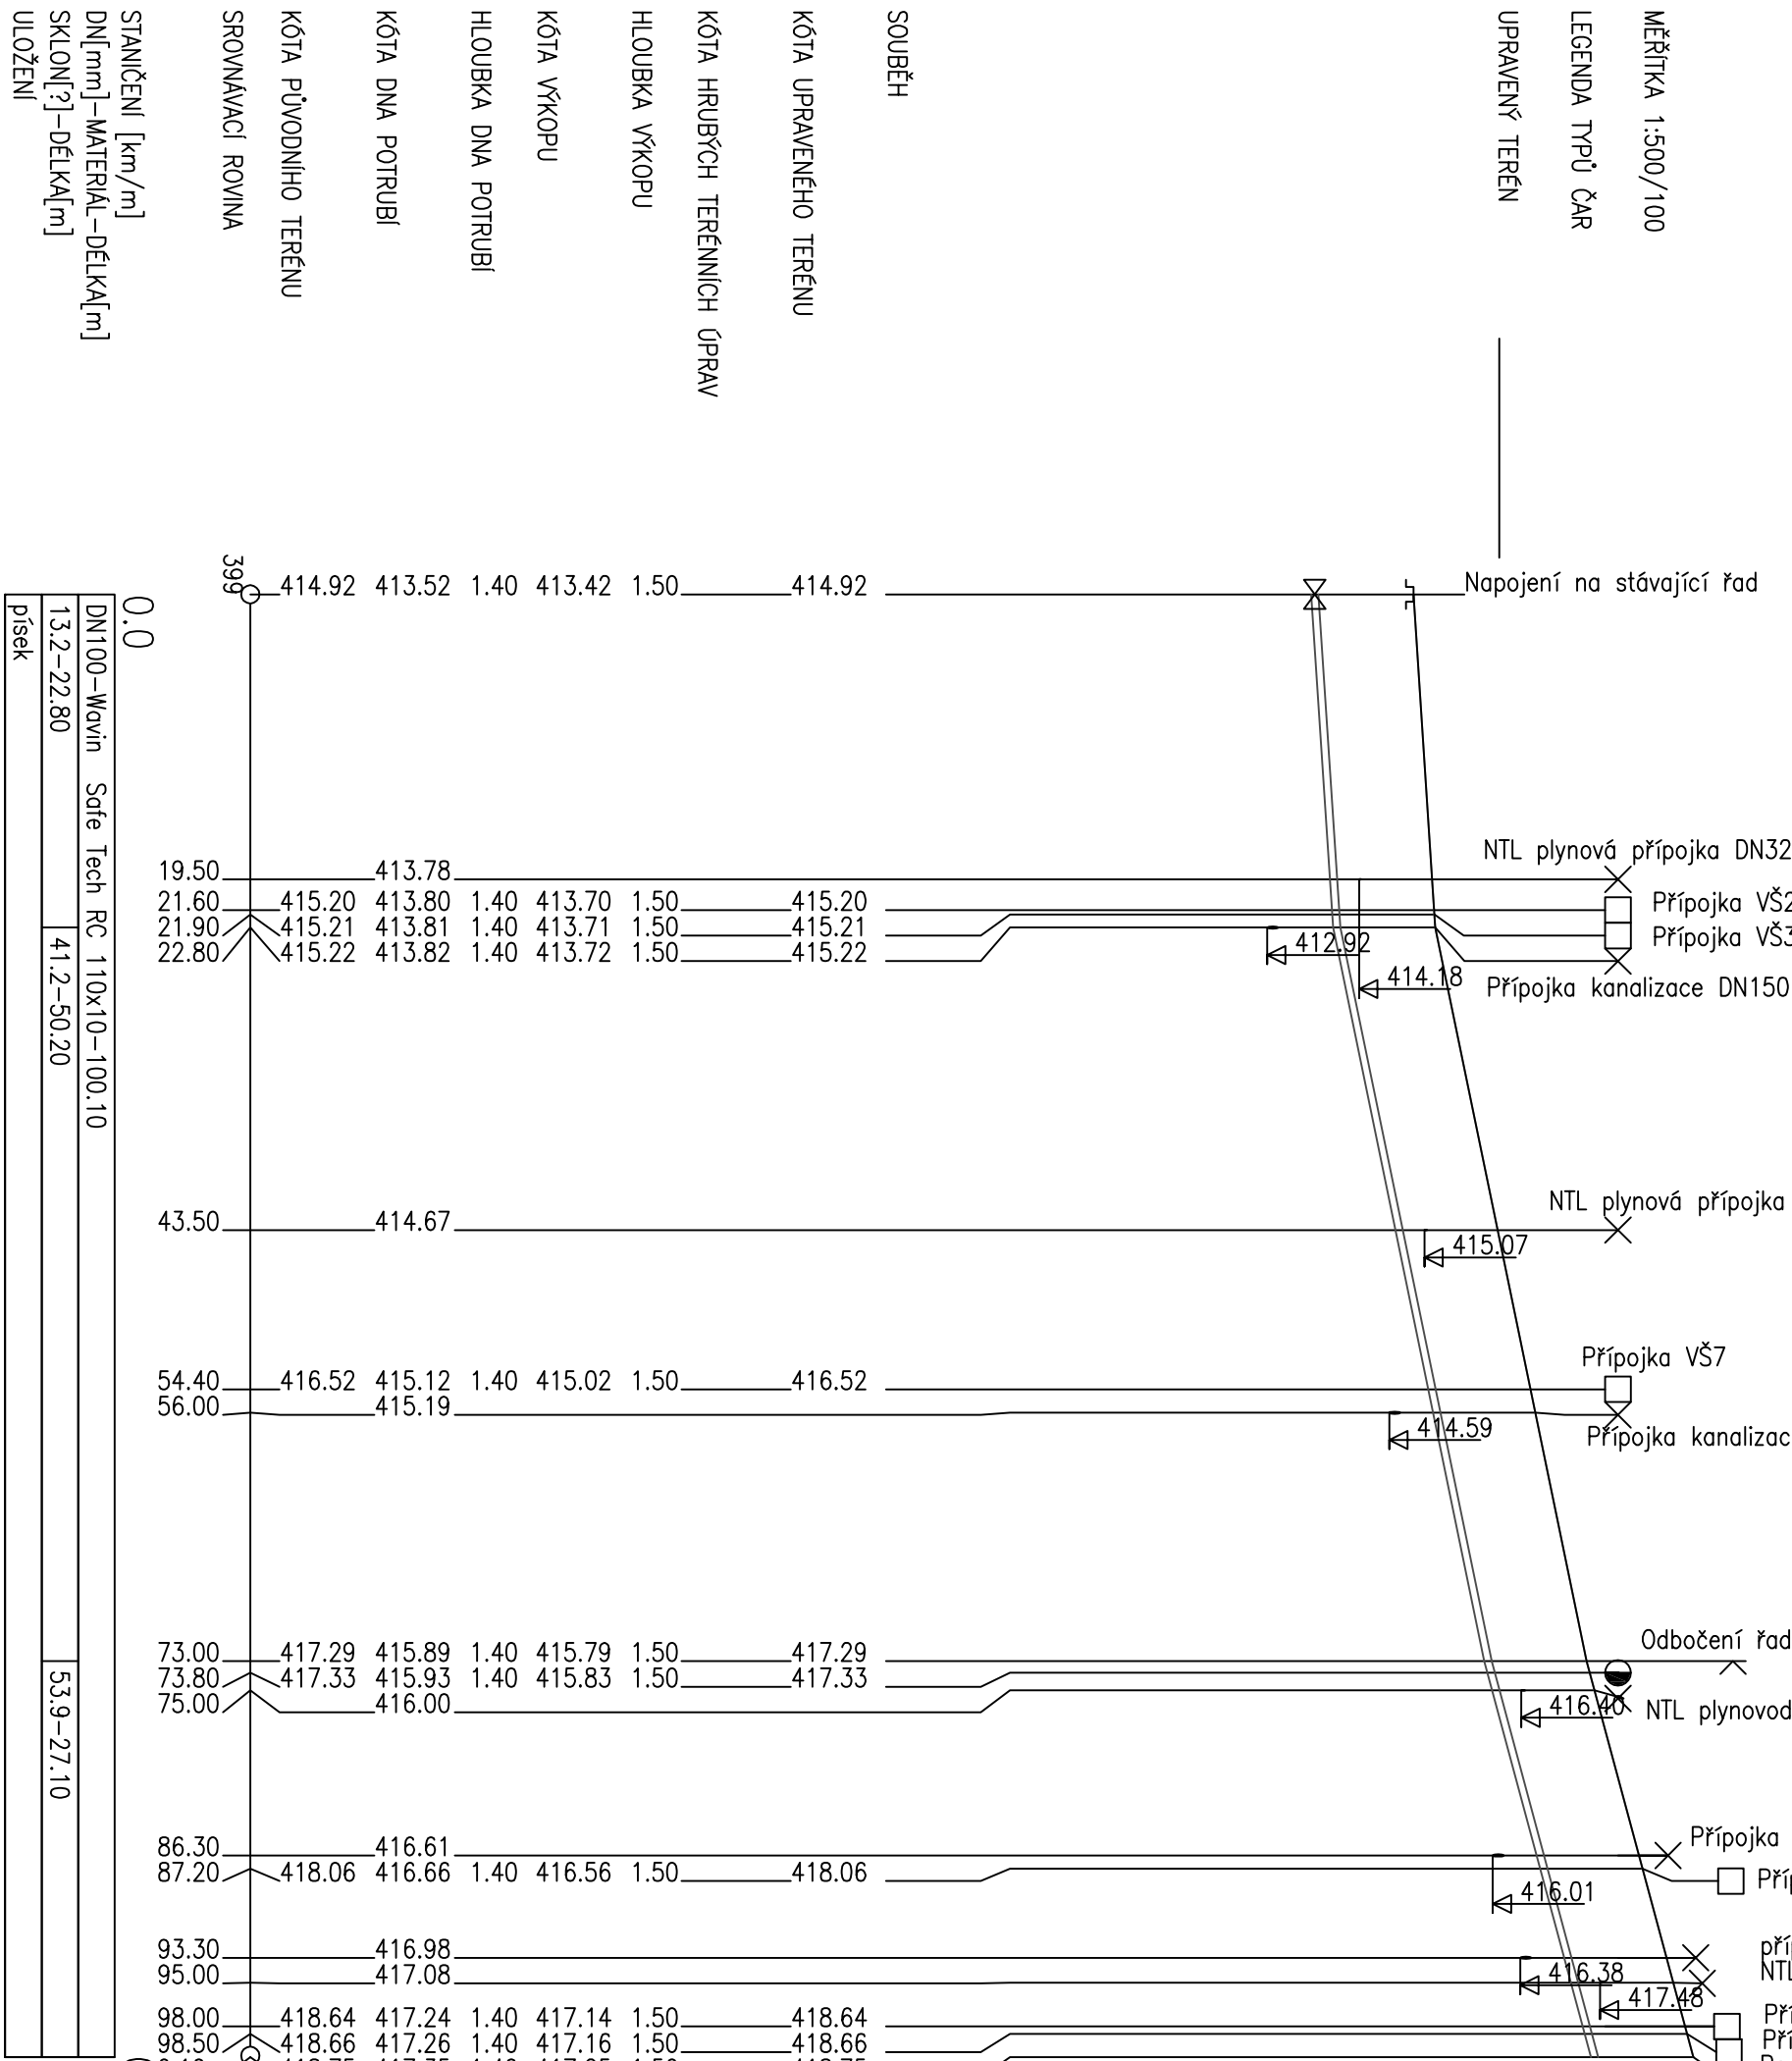 MĚŘÍTKA 1:500/100
LEGENDA TYPŮ ČAR
UPRAVENÝ TERÉN
SOUBĚH
KÓTA UPRAVENÉHO TERÉNU
KÓTA HRUBÝCH TERÉNNÍCH ÚPRAV
HLOUBKA VÝKOPU
KÓTA VÝKOPU
HLOUBKA DNA POTRUBÍ
KÓTA DNA POTRUBÍ
KÓTA PŮVODNÍHO TERÉNU
SROVNÁVACÍ ROVINA
STANIČENÍ [km/m]
DN[mm]-MATERIÁL-DÉLKA[m]
SKLON[?]-DÉLKA[m]
ULOŽENÍ
399
414.92 413.52 1.40 413.42 1.50 414.92 Napojení na stávající řad
0.0
DN100-Wavin Safe Tech RC 110x10-100.10
13.2-22.80
41.2-50.20
53.9-27.10
písek
19.50 413.78 NTL plynová přípojka DN32
21.60 415.20 413.80 1.40 413.70 1.50 415.20 Přípojka VŠ2
21.90 415.21 413.81 1.40 413.71 1.50 415.21 Přípojka VŠ3
22.80 415.22 413.82 1.40 413.72 1.50 415.22 412.92
414.18 Přípojka kanalizace DN150
43.50 414.67 NTL plynová přípojka
415.07
54.40 416.52 415.12 1.40 415.02 1.50 416.52 Přípojka VŠ7
56.00 415.19
414.59 Přípojka kanalizac
73.00 417.29 415.89 1.40 415.79 1.50 417.29 Odbočení řad
73.80 417.33 415.93 1.40 415.83 1.50 417.33
75.00 416.00 416.40 NTL plynovod
86.30 416.61 Přípojka
87.20 418.06 416.66 1.40 416.56 1.50 418.06 Pří
416.01
93.30 416.98 pří
95.00 417.08 416.38 NTL
417.48
98.00 418.64 417.24 1.40 417.14 1.50 418.64 Pří
98.50 418.66 417.26 1.40 417.16 1.50 418.66 Pří